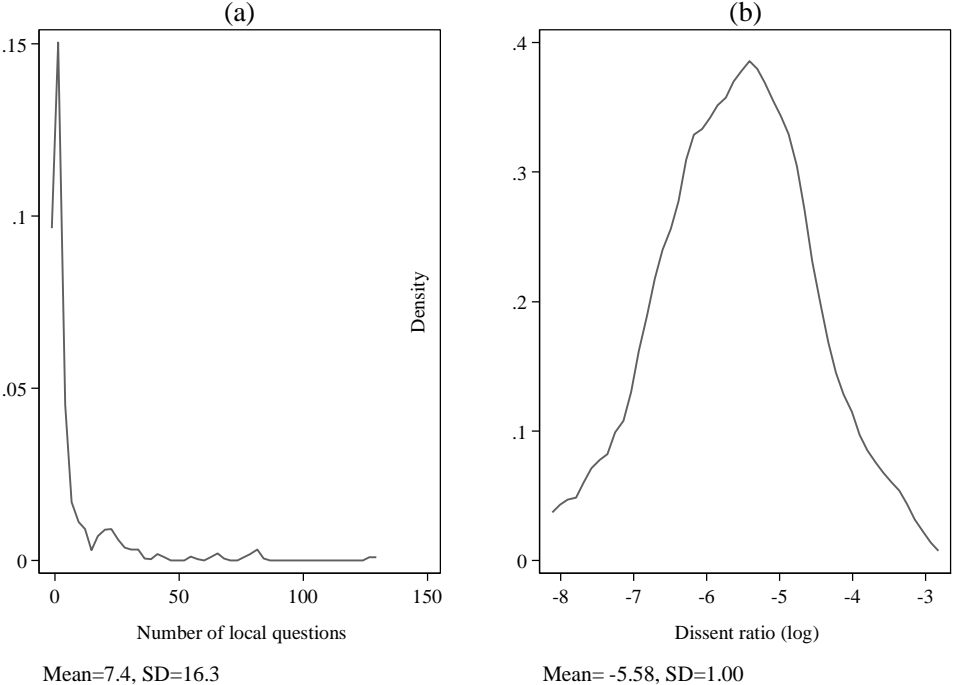 (a)
.15
.1
.05
0
0 50 100 150
Number of local questions
Mean=7.4, SD=16.3
(b)
Density
.4
.3
.2
.1
0
-8 -7 -6 -5 -4 -3
Dissent ratio (log)
Mean= -5.58, SD=1.00